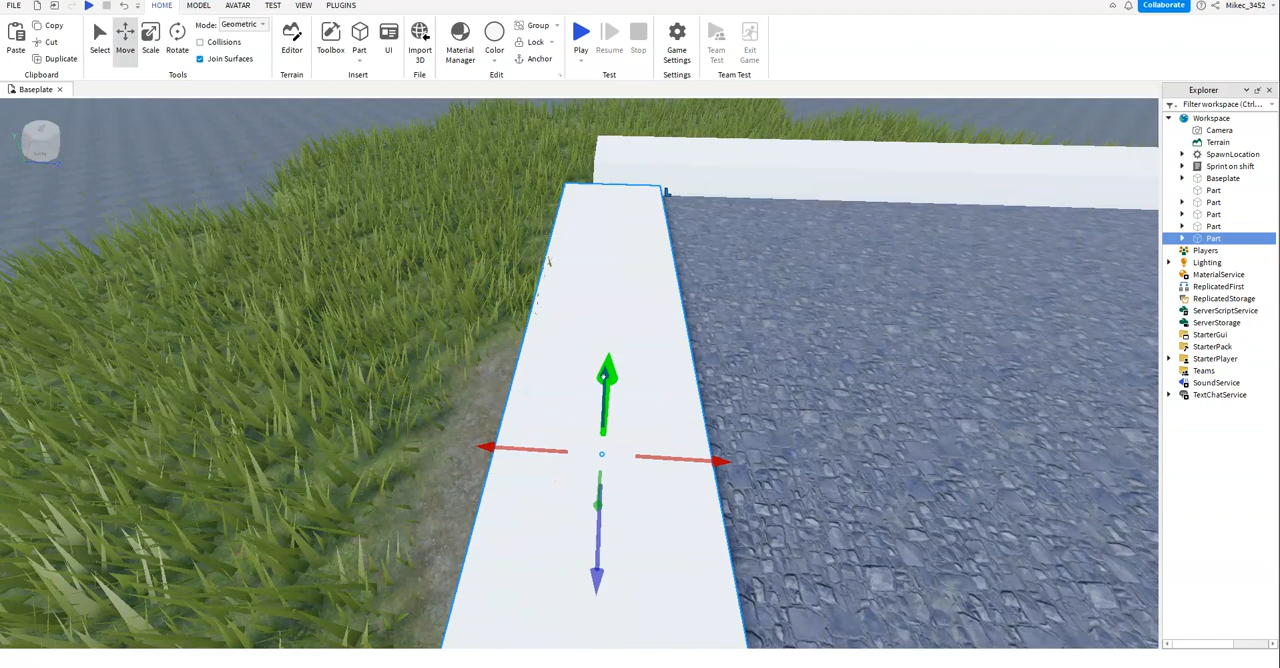 FILE HOME MODEL AVATAR TEST VIEW PLUGINS Collaborate Mikec_3452
Paste Copy Cut Duplicate Clipboard
Select Move Scale Rotate Mode: Geometric Collisions Join Surfaces Tools
Editor Terrain
Toolbox Part UI Insert
Import 3D File
Material Manager Color Group Lock Anchor Edit
Play Resume Stop Test
Game Settings Settings
Team Test Exit Game Team Test
Baseplate
Explorer
Filter workspace (Ctrl...
Workspace
Camera
Terrain
SpawnLocation
Sprint on shift
Baseplate
Part
Part
Part
Part
Part
Players
Lighting
MaterialService
ReplicatedFirst
ReplicatedStorage
ServerScriptService
ServerStorage
StarterGui
StarterPack
StarterPlayer
Teams
SoundService
TextChatService